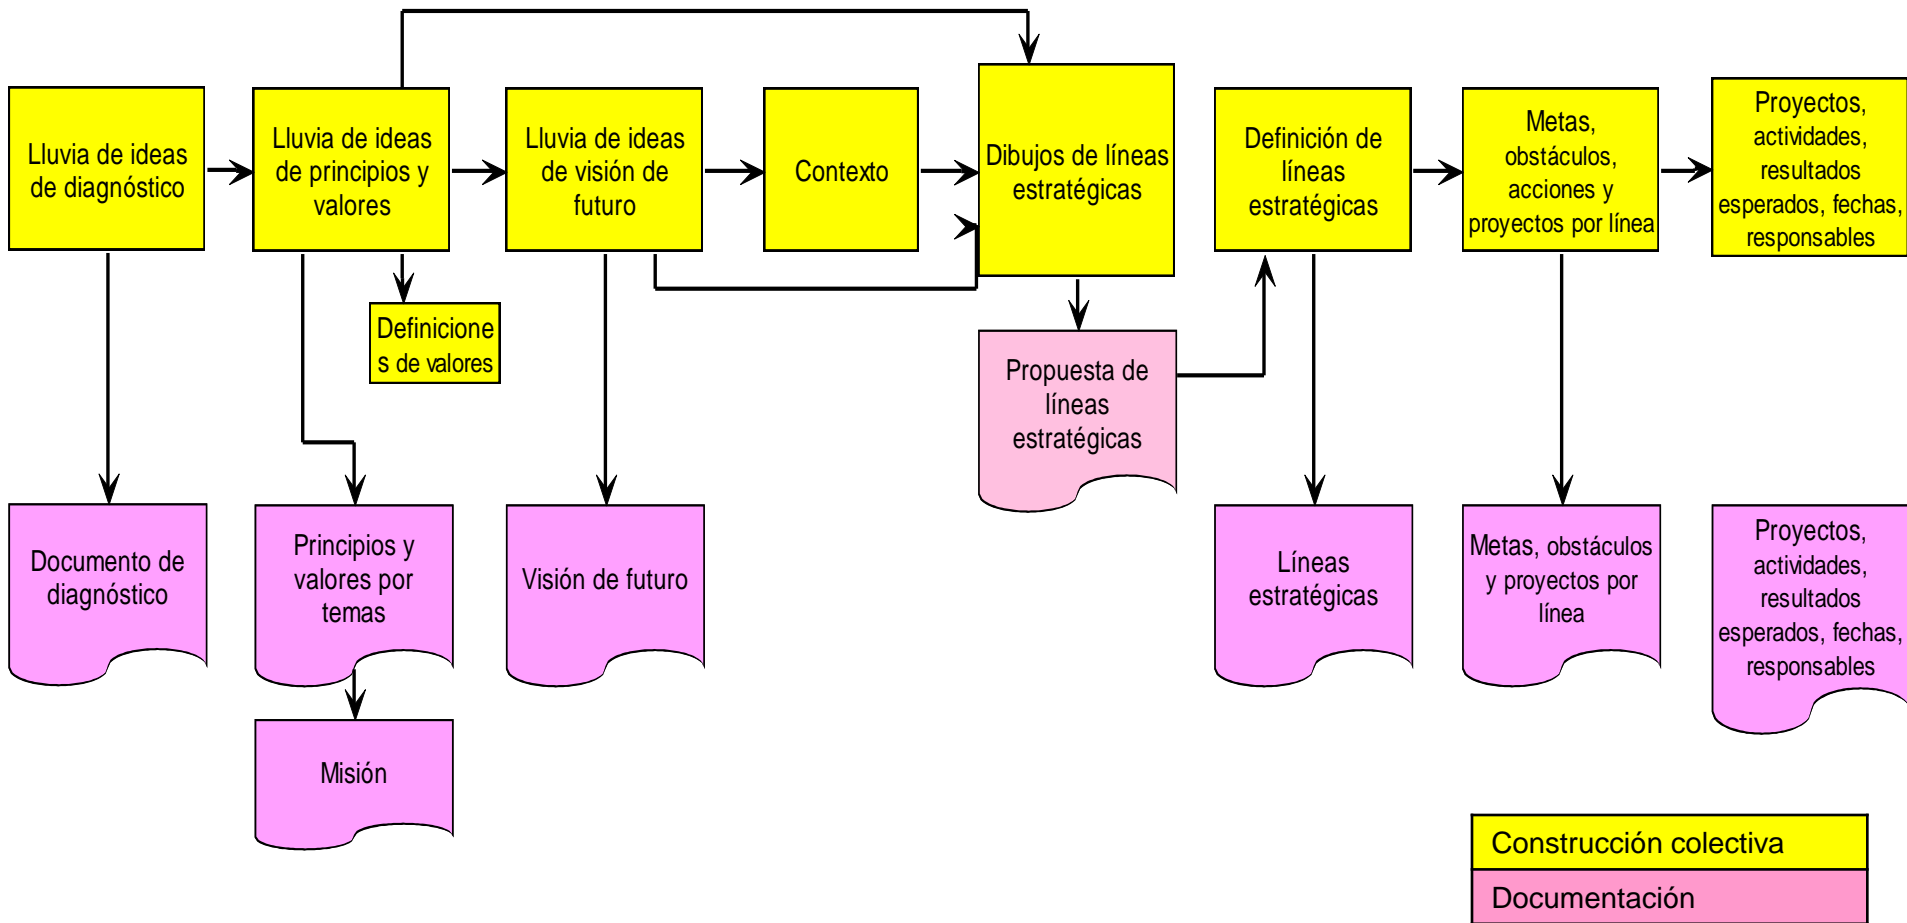 Lluvia de ideas
de diagnóstico
Lluvia de ideas
de principios y
valores
Lluvia de ideas
de visión de
futuro
Contexto
Dibujos de líneas
estratégicas
Definición de
líneas
estratégicas
Metas,
obstáculos,
acciones y
proyectos por línea
Proyectos,
actividades,
resultados
esperados, fechas,
responsables
Definicione
s de valores
Propuesta de
líneas
estratégicas
Documento de
diagnóstico
Principios y
valores por
temas
Visión de futuro
Líneas
estratégicas
Metas, obstáculos
y proyectos por
línea
Proyectos,
actividades,
resultados
esperados, fechas,
responsables
Misión
Construcción colectiva
Documentación